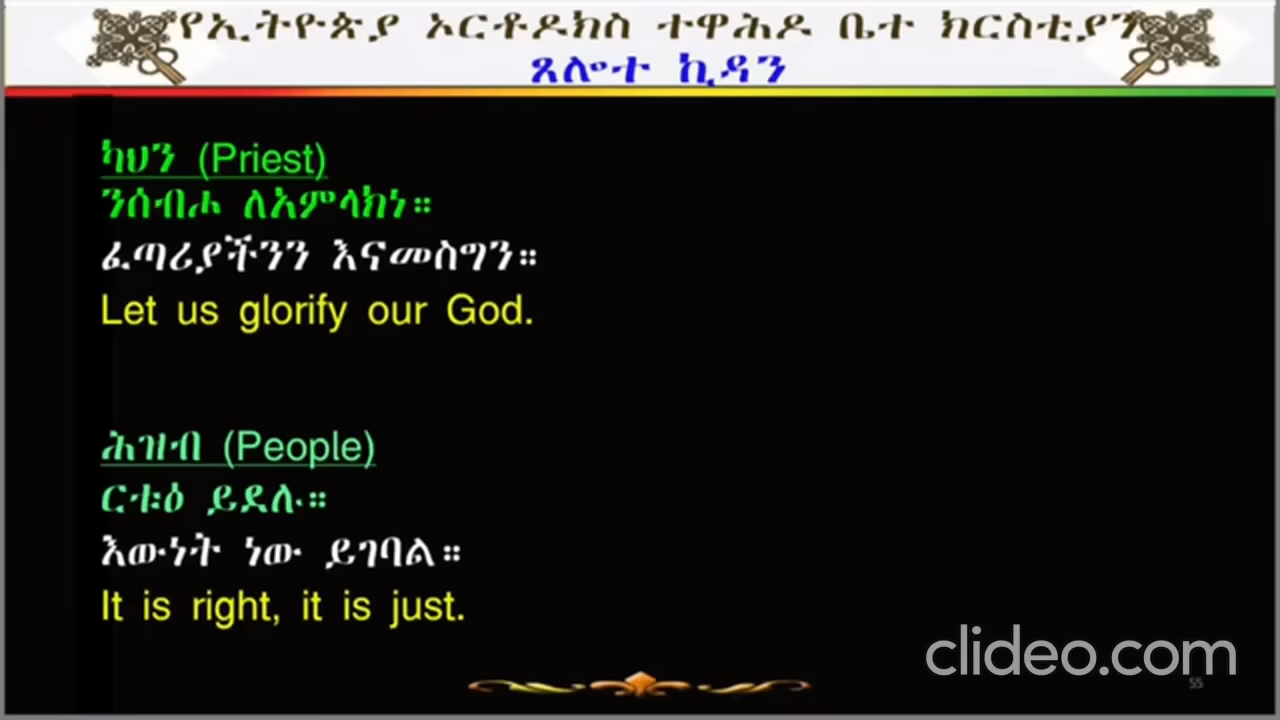 የኢትዮጵያ ኦርቶዶክስ ተዋሕዶ ቤተ ክርስቲያን
ጸሎተ ኪዳን
ካህን (Priest)
ንሰብሖ ለአምላክነ።
ፈጣሪያችንን እናመስግን።
Let us glorify our God.
ሕዝብ (People)
ርቱዕ ይደሉ።
እውነት ነው ይገባል።
It is right, it is just.
clideo.com
55